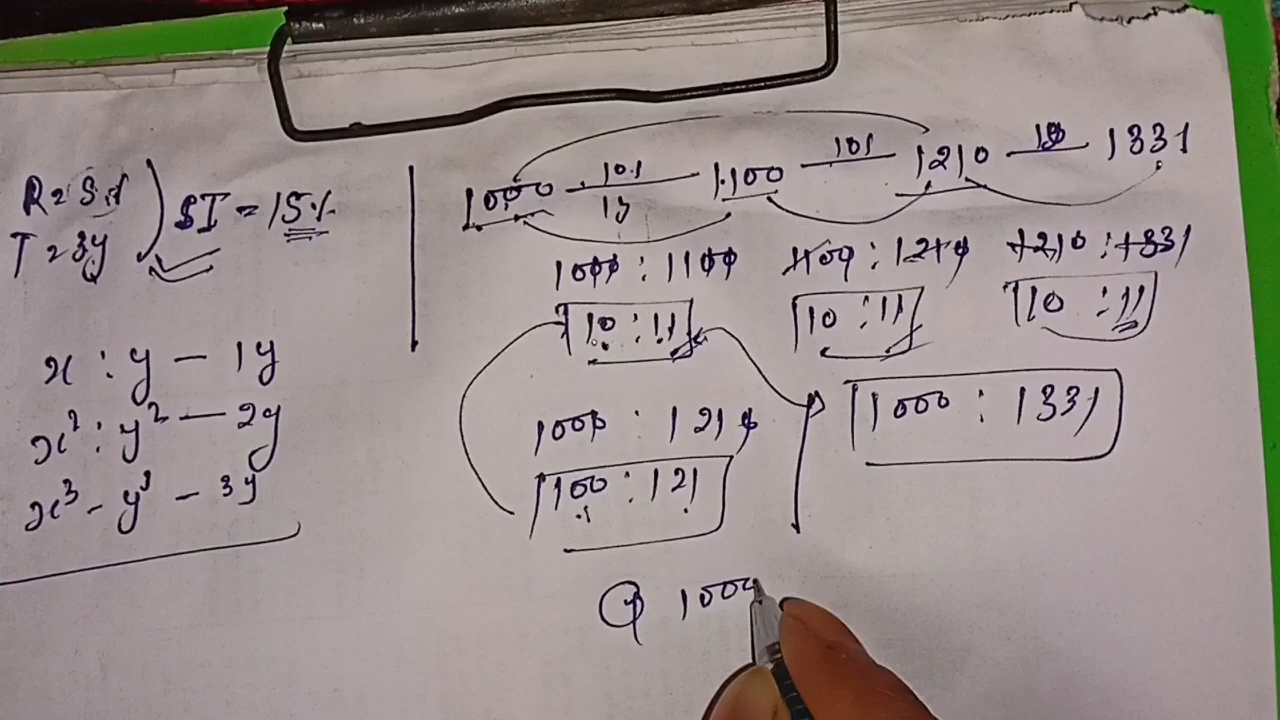 R = 5%
T = 3y
SI = 15%
x : y - 1y
x² : y² - 2y
x³ - y³ - 3y
1000 1100 1210 1331
10% 10%
1y
1000 : 1100 1100 : 1210 1210 : 1331
10 : 11 10 : 11 10 : 11
1000 : 1210
100 : 121
1000 : 1331
Q 1000